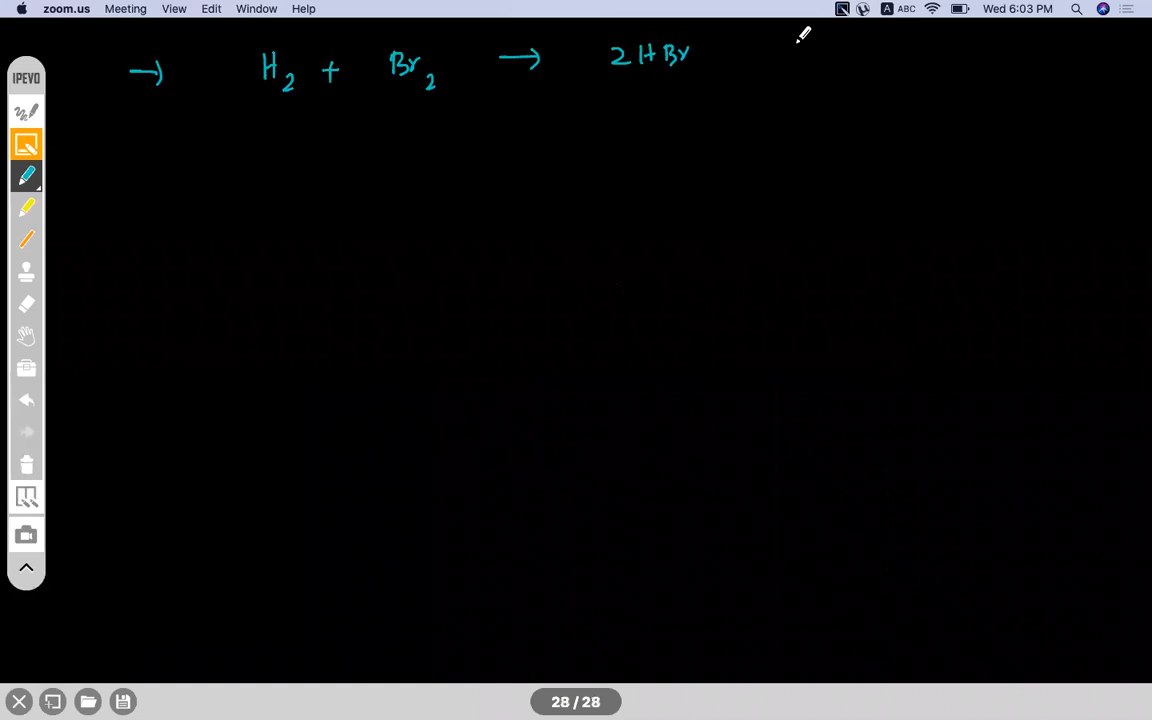 zoom.us Meeting View Edit Window Help A ABC Wed 6:03 PM
→ H₂ + Br₂ → 2HBr
IPEVO
28 / 28